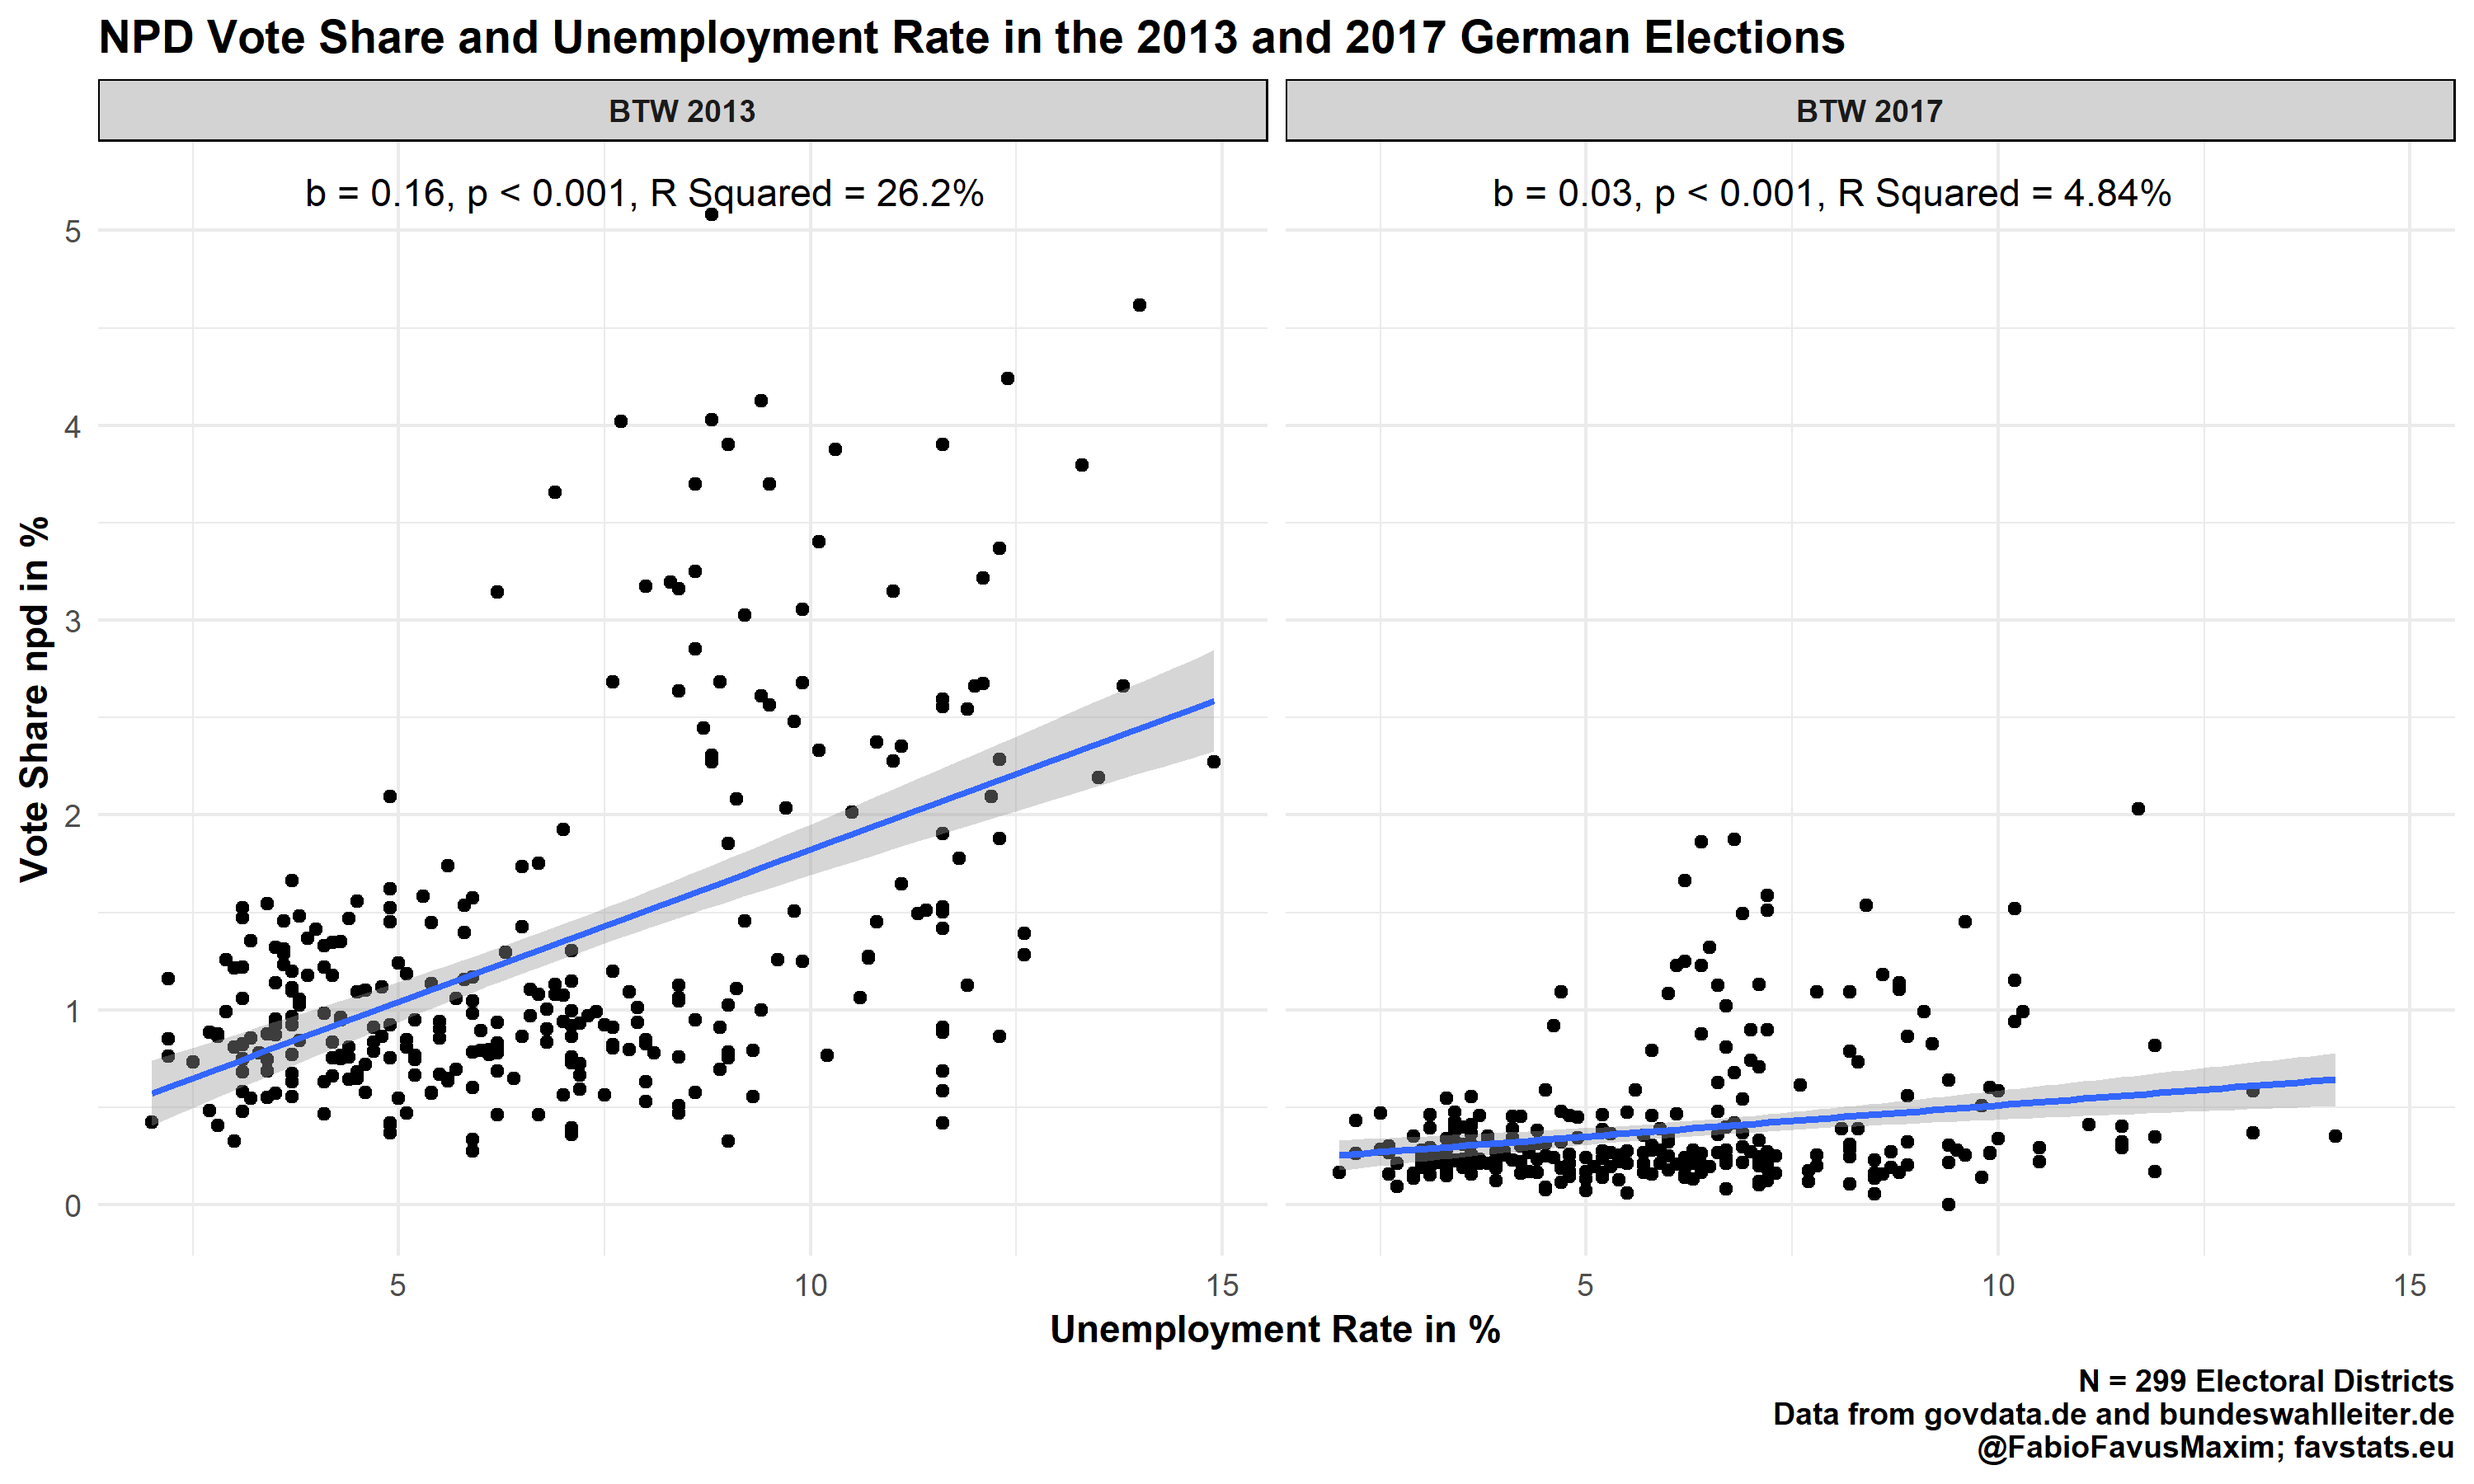 NPD Vote Share and Unemployment Rate in the 2013 and 2017 German Elections
BTW 2013
BTW 2017
b = 0.16, p < 0.001, R Squared = 26.2%
b = 0.03, p < 0.001, R Squared = 4.84%
5
4
3
2
1
0
Vote Share npd in %
5
10
15
5
10
15
Unemployment Rate in %
N = 299 Electoral Districts
Data from govdata.de and bundeswahlleiter.de
@FabioFavusMaxim; favstats.eu